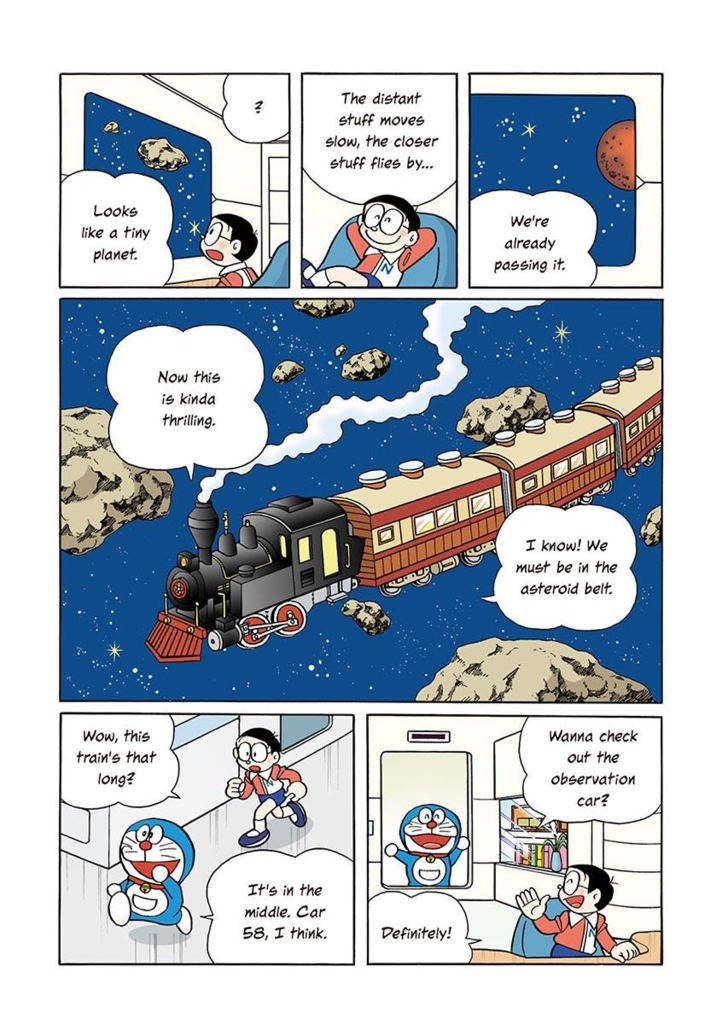 We're
already
passing it.
The distant
stuff moves
slow, the closer
stuff flies by...
?
Looks
like a tiny
planet.
I know! We
must be in the
asteroid belt.
Now this
is kinda
thrilling.
Wanna check
out the
observation
car?
Definitely!
It's in the
middle. Car
58, I think.
Wow, this
train's that
long?